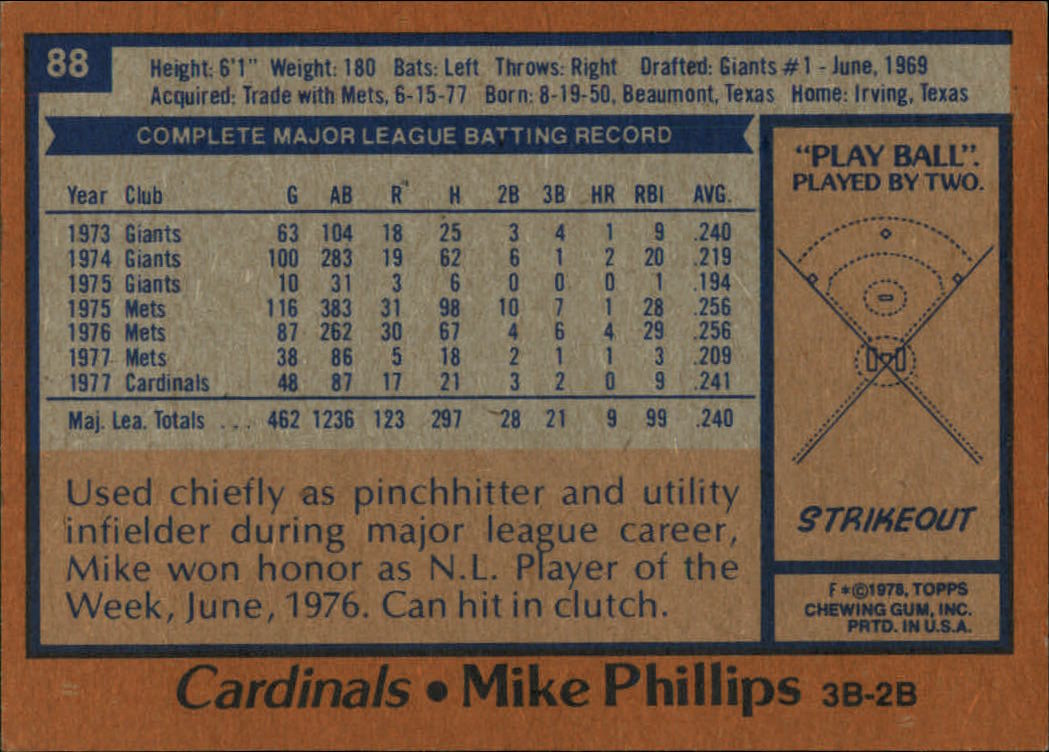 88
Height: 6'1" Weight: 180 Bats: Left Throws: Right Drafted: Giants #1 - June, 1969
Acquired: Trade with Mets, 6-15-77 Born: 8-19-50, Beaumont, Texas Home: Irving, Texas
COMPLETE MAJOR LEAGUE BATTING RECORD
Year Club G AB R H 2B 3B HR RBI AVG.
1973 Giants 63 104 18 25 3 4 1 9 .240
1974 Giants 100 283 19 62 6 1 2 20 .219
1975 Giants 10 31 3 6 0 0 0 1 .194
1975 Mets 116 383 31 98 10 7 1 28 .256
1976 Mets 87 262 30 67 4 6 4 29 .256
1977 Mets 38 86 5 18 2 1 1 3 .209
1977 Cardinals 48 87 17 21 3 2 0 9 .241
Maj. Lea. Totals ... 462 1236 123 297 28 21 9 99 .240
Used chiefly as pinchhitter and utility
infielder during major league career,
Mike won honor as N.L. Player of the
Week, June, 1976. Can hit in clutch.
"PLAY BALL".
PLAYED BY TWO.
STRIKEOUT
F*©1978, TOPPS
CHEWING GUM, INC.
PRTD. IN U.S.A.
Cardinals • Mike Phillips 3B-2B